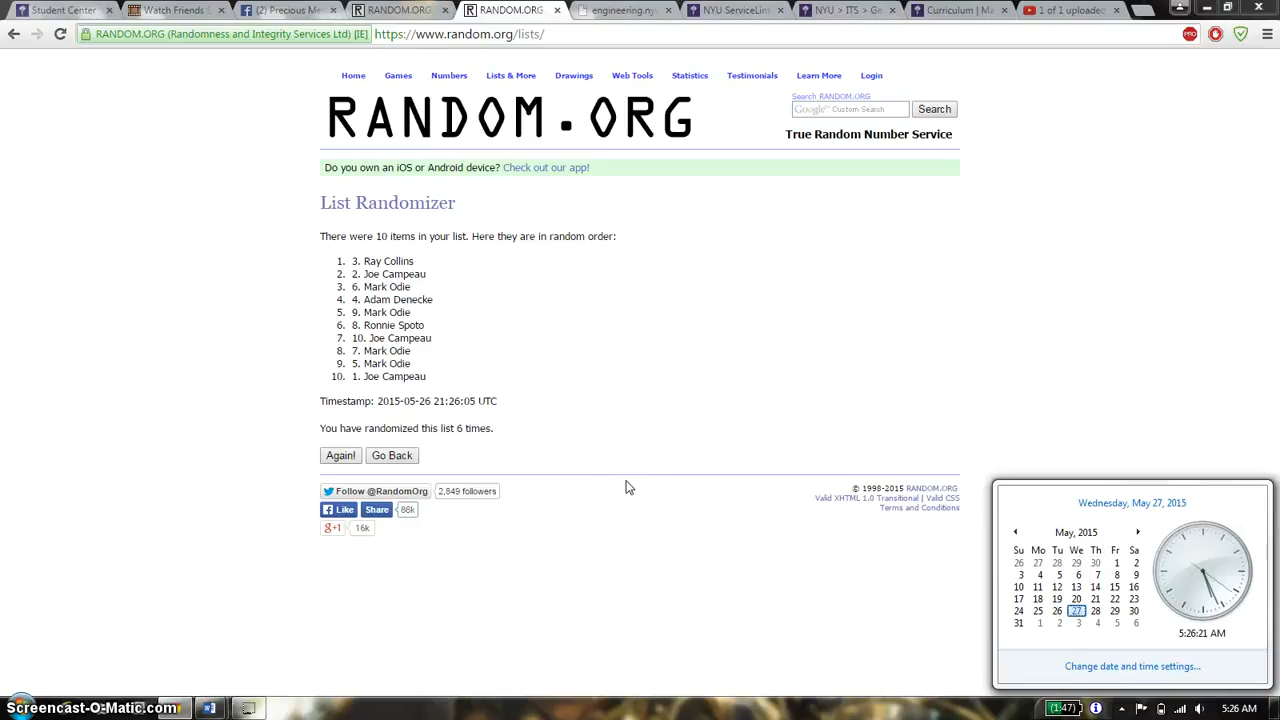 Student Center
Watch Friends S
(2) Precious Me
RANDOM.ORG
RANDOM.ORG
engineering.nyu
NYU ServiceLin
NYU > ITS > Ge
Curriculum | Ma
1 of 1 uploade
RANDOM.ORG (Randomness and Integrity Services Ltd) [IE]
https://www.random.org/lists/
PRO
Home Games Numbers Lists & More Drawings Web Tools Statistics Testimonials Learn More Login
RANDOM.ORG
Search RANDOM.ORG
Google™ Custom Search
Search
True Random Number Service
Do you own an iOS or Android device? Check out our app!
List Randomizer
There were 10 items in your list. Here they are in random order:
1. 3. Ray Collins
2. 2. Joe Campeau
3. 6. Mark Odie
4. 4. Adam Denecke
5. 9. Mark Odie
6. 8. Ronnie Spoto
7. 10. Joe Campeau
8. 7. Mark Odie
9. 5. Mark Odie
10. 1. Joe Campeau
Timestamp: 2015-05-26 21:26:05 UTC
You have randomized this list 6 times.
Again! Go Back
Follow @RandomOrg 2,849 followers
Like Share 86k
g+1 16k
© 1998-2015 RANDOM.ORG
Valid XHTML 1.0 Transitional | Valid CSS
Terms and Conditions
Wednesday, May 27, 2015
May, 2015
Su Mo Tu We Th Fr Sa
26 27 28 29 30 1 2
3 4 5 6 7 8 9
10 11 12 13 14 15 16
17 18 19 20 21 22 23
24 25 26 27 28 29 30
31 1 2 3 4 5 6
5:26:21 AM
Change date and time settings...
Screencast-O-Matic.com
(1:47)
5:26 AM